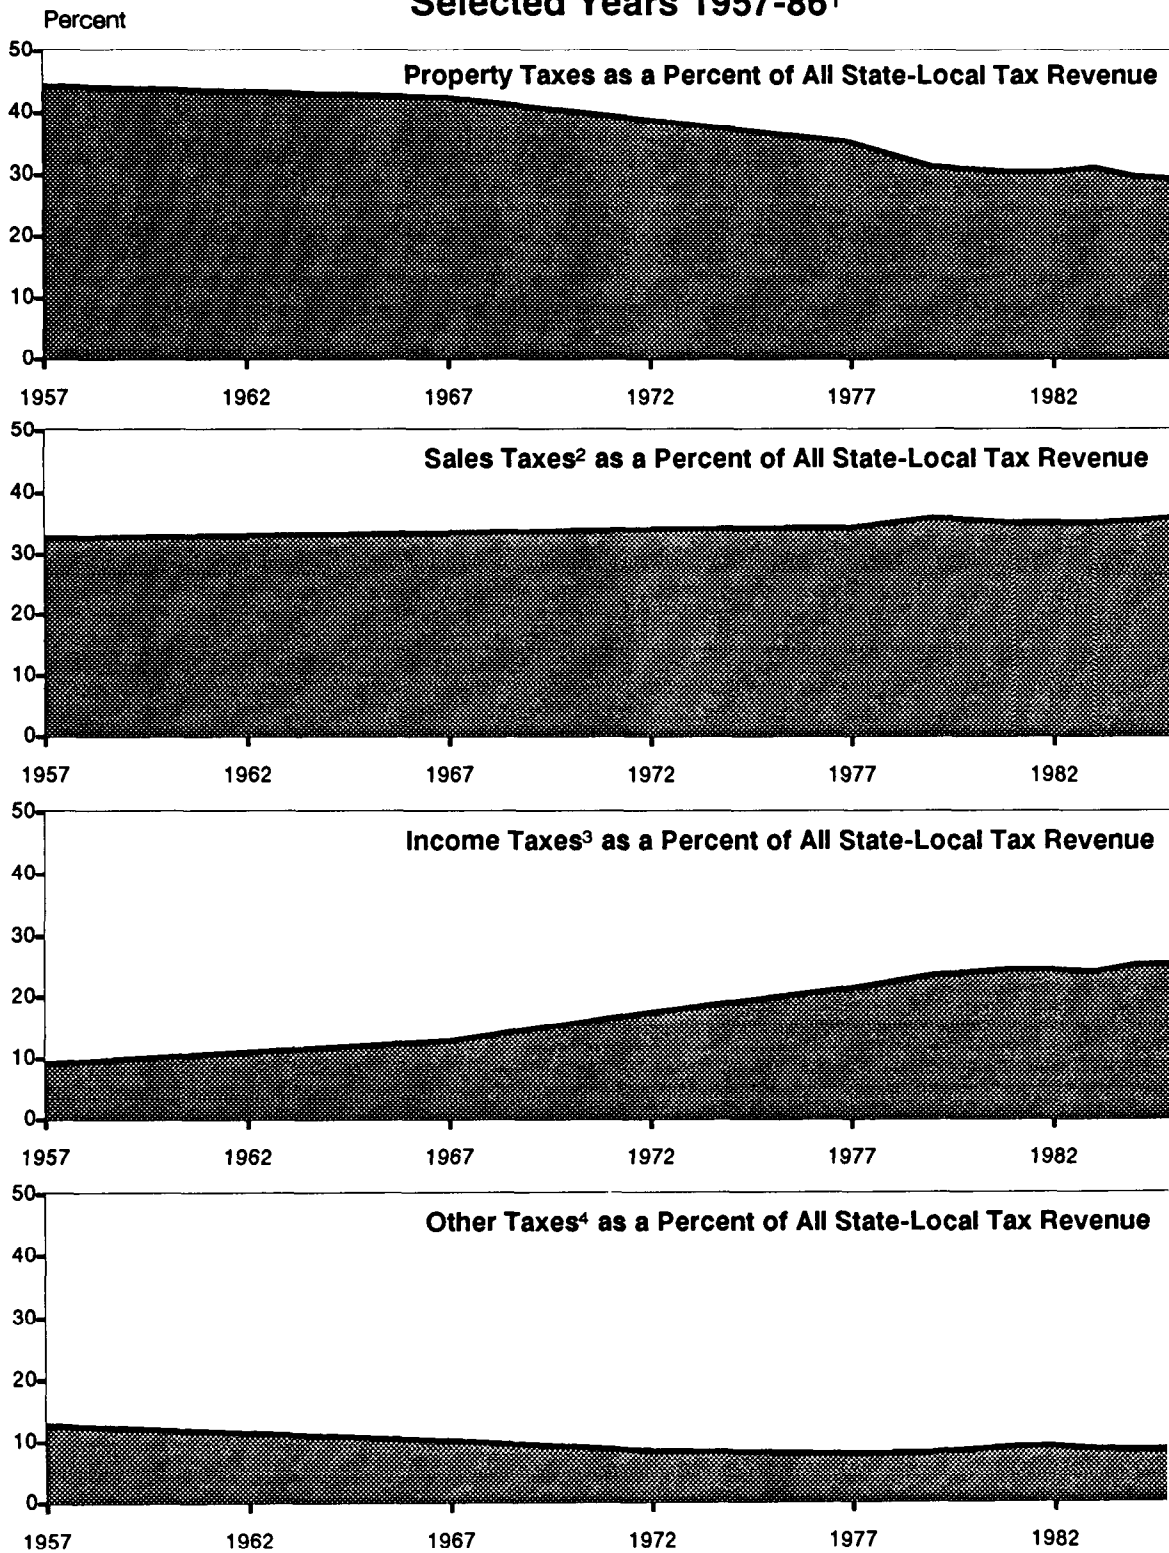 Selected Years 1957-86¹
Percent
Property Taxes as a Percent of All State-Local Tax Revenue
50
40
30
20
10
0
1957 1962 1967 1972 1977 1982
Sales Taxes² as a Percent of All State-Local Tax Revenue
50
40
30
20
10
0
1957 1962 1967 1972 1977 1982
Income Taxes³ as a Percent of All State-Local Tax Revenue
50
40
30
20
10
0
1957 1962 1967 1972 1977 1982
Other Taxes⁴ as a Percent of All State-Local Tax Revenue
50
40
30
20
10
0
1957 1962 1967 1972 1977 1982